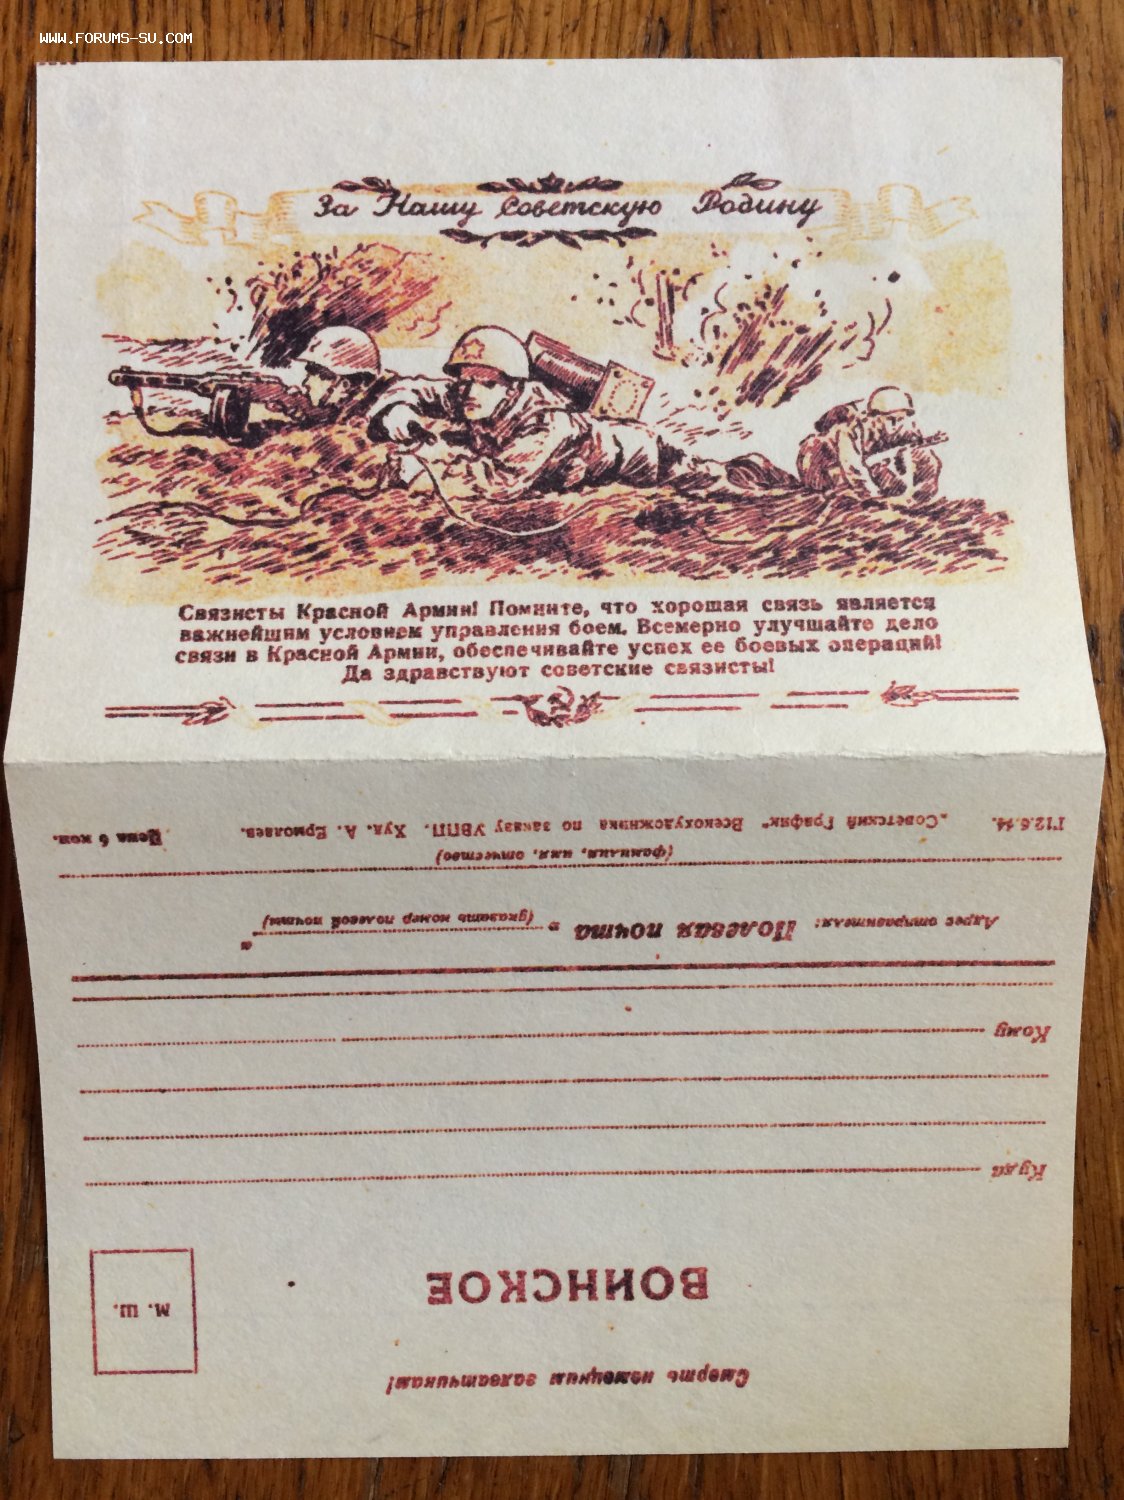 WWW.FORUMS-SU.COM
За Нашу Советскую Родину
Связисты Красной Армии! Помните, что хорошая связь является
важнейшим условием управления боем. Всемерно улучшайте дело
связи в Красной Армии, обеспечивайте успех ее боевых операций!
Да здравствуют советские связисты!
Смерть немецким захватчикам!
ВОИНСКОЕ
М. Ш.
Куда
Кому
Адрес отправителя: Полевая почта „ “
(указать номер полевой почты)
(фамилия, имя, отчество)
Г12.6.44. „Советский График“ Всекохудожника по заказу УВПП. Худ. А. Ермолаев. Цена 6 коп.